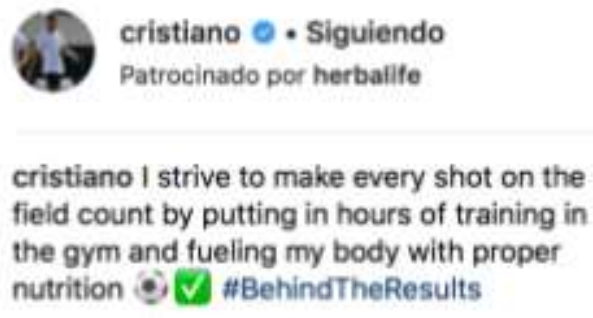 cristiano • Siguiendo
Patrocinado por herbalife
cristiano I strive to make every shot on the
field count by putting in hours of training in
the gym and fueling my body with proper
nutrition ⚽✅ #BehindTheResults